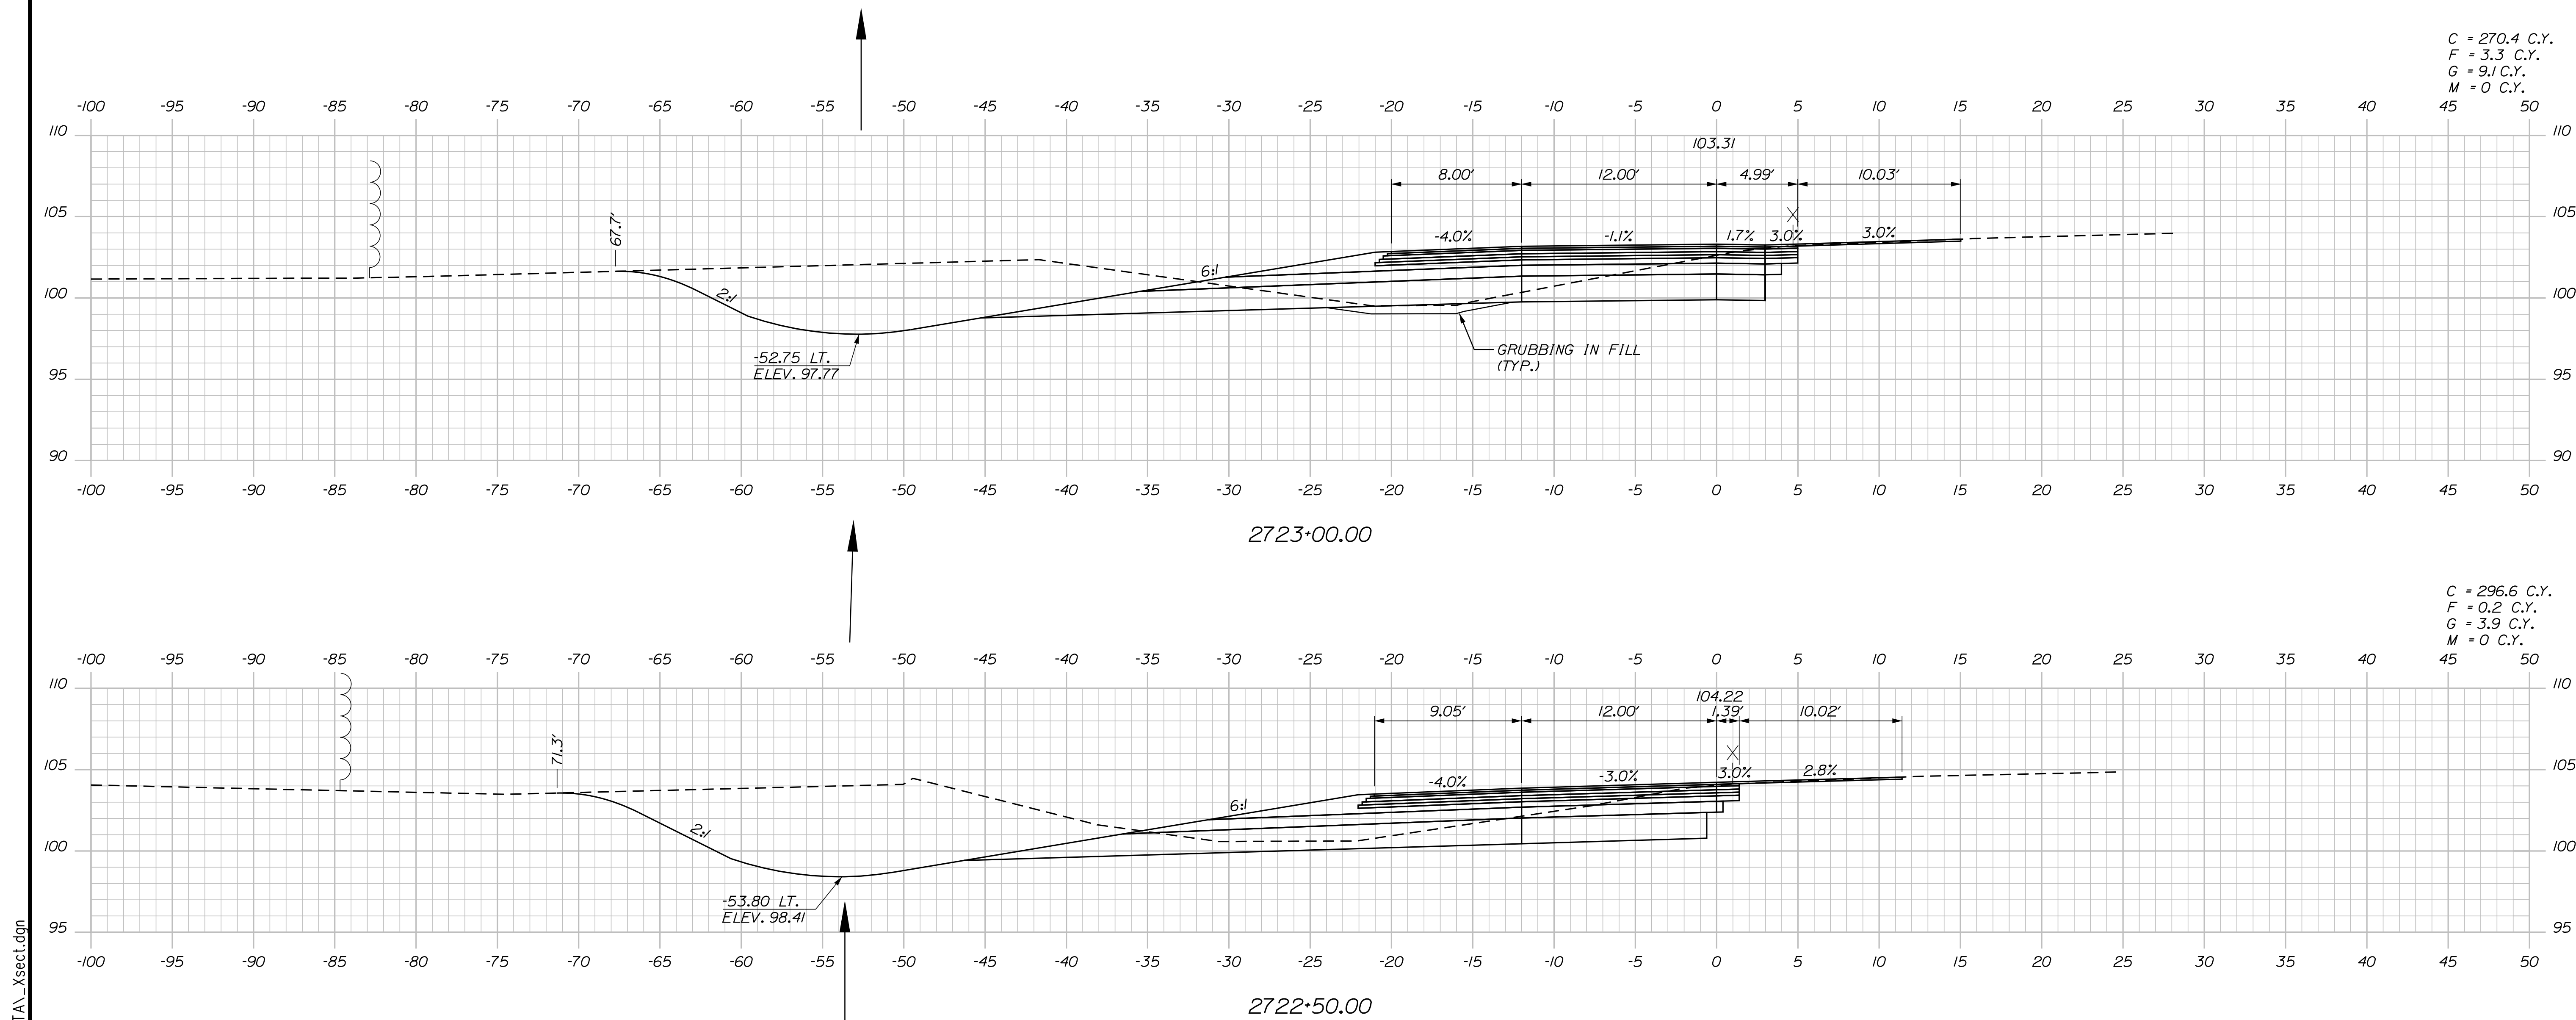 C = 270.4 C.Y.
F = 3.3 C.Y.
G = 9.1 C.Y.
M = 0 C.Y.
-100 -95 -90 -85 -80 -75 -70 -65 -60 -55 -50 -45 -40 -35 -30 -25 -20 -15 -10 -5 0 5 10 15 20 25 30 35 40 45 50
110 110
103.31
8.00' 12.00' 4.99' 10.03'
105 105
67.7'
-4.0% -1.1% 1.7% 3.0% 3.0%
6:1
2:1
100 100
-52.75 LT.
ELEV. 97.77
GRUBBING IN FILL
(TYP.)
95 95
90 90
-100 -95 -90 -85 -80 -75 -70 -65 -60 -55 -50 -45 -40 -35 -30 -25 -20 -15 -10 -5 0 5 10 15 20 25 30 35 40 45 50
2723+00.00
C = 296.6 C.Y.
F = 0.2 C.Y.
G = 3.9 C.Y.
M = 0 C.Y.
-100 -95 -90 -85 -80 -75 -70 -65 -60 -55 -50 -45 -40 -35 -30 -25 -20 -15 -10 -5 0 5 10 15 20 25 30 35 40 45 50
110 110
104.22
9.05' 12.00' 1.39' 10.02'
71.3'
105 105
-4.0% -3.0% 3.0% 2.8%
6:1
2:1
100 100
-53.80 LT.
ELEV. 98.41
95 95
-100 -95 -90 -85 -80 -75 -70 -65 -60 -55 -50 -45 -40 -35 -30 -25 -20 -15 -10 -5 0 5 10 15 20 25 30 35 40 45 50
2722+50.00
TA\_Xsect.dgn